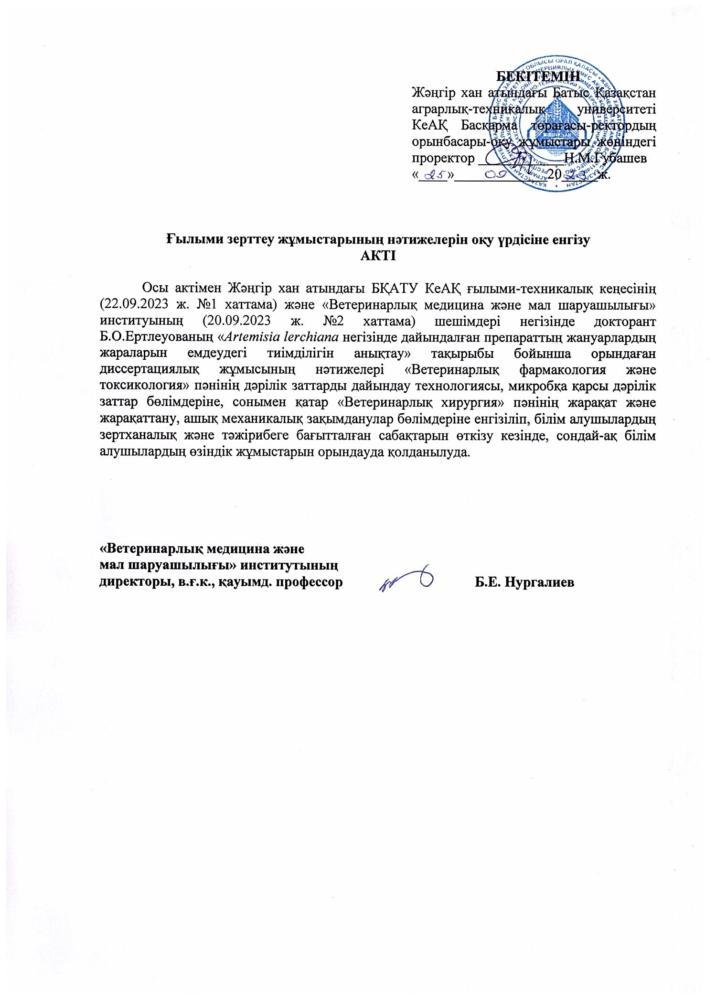 БЕКІТЕМІН
Жәңгір хан атындағы Батыс Қазақстан
аграрлық-техникалық университеті
КеАҚ Басқарма төрағасы-ректордың
орынбасары-оқу жұмыстары жөніндегі
проректор ____________Н.М.Губашев
«25» 09 2023 ж.
Ғылыми зерттеу жұмыстарының нәтижелерін оқу үрдісіне енгізу
АКТІ
Осы актімен Жәңгір хан атындағы БҚАТУ КеАҚ ғылыми-техникалық кеңесінің
(22.09.2023 ж. №1 хаттама) және «Ветеринарлық медицина және мал шаруашылығы»
институының (20.09.2023 ж. №2 хаттама) шешімдері негізінде докторант
Б.О.Ертлеуованың «Artemisia lerchiana негізінде дайындалған препараттың жануарлардың
жараларын емдеудегі тиімділігін анықтау» тақырыбы бойынша орындаған
диссертациялық жұмысының нәтижелері «Ветеринарлық фармакология және
токсикология» пәнінің дәрілік заттарды дайындау технологиясы, микробқа қарсы дәрілік
заттар бөлімдеріне, сонымен қатар «Ветеринарлық хирургия» пәнінің жарақат және
жарақаттану, ашық механикалық зақымданулар бөлімдеріне енгізіліп, білім алушылардың
зертханалық және тәжірибеге бағытталған сабақтарын өткізу кезінде, сондай-ақ білім
алушылардың өзіндік жұмыстарын орындауда қолданылуда.
«Ветеринарлық медицина және
мал шаруашылығы» институтының
директоры, в.ғ.к., қауымд. профессор Б.Е. Нургалиев